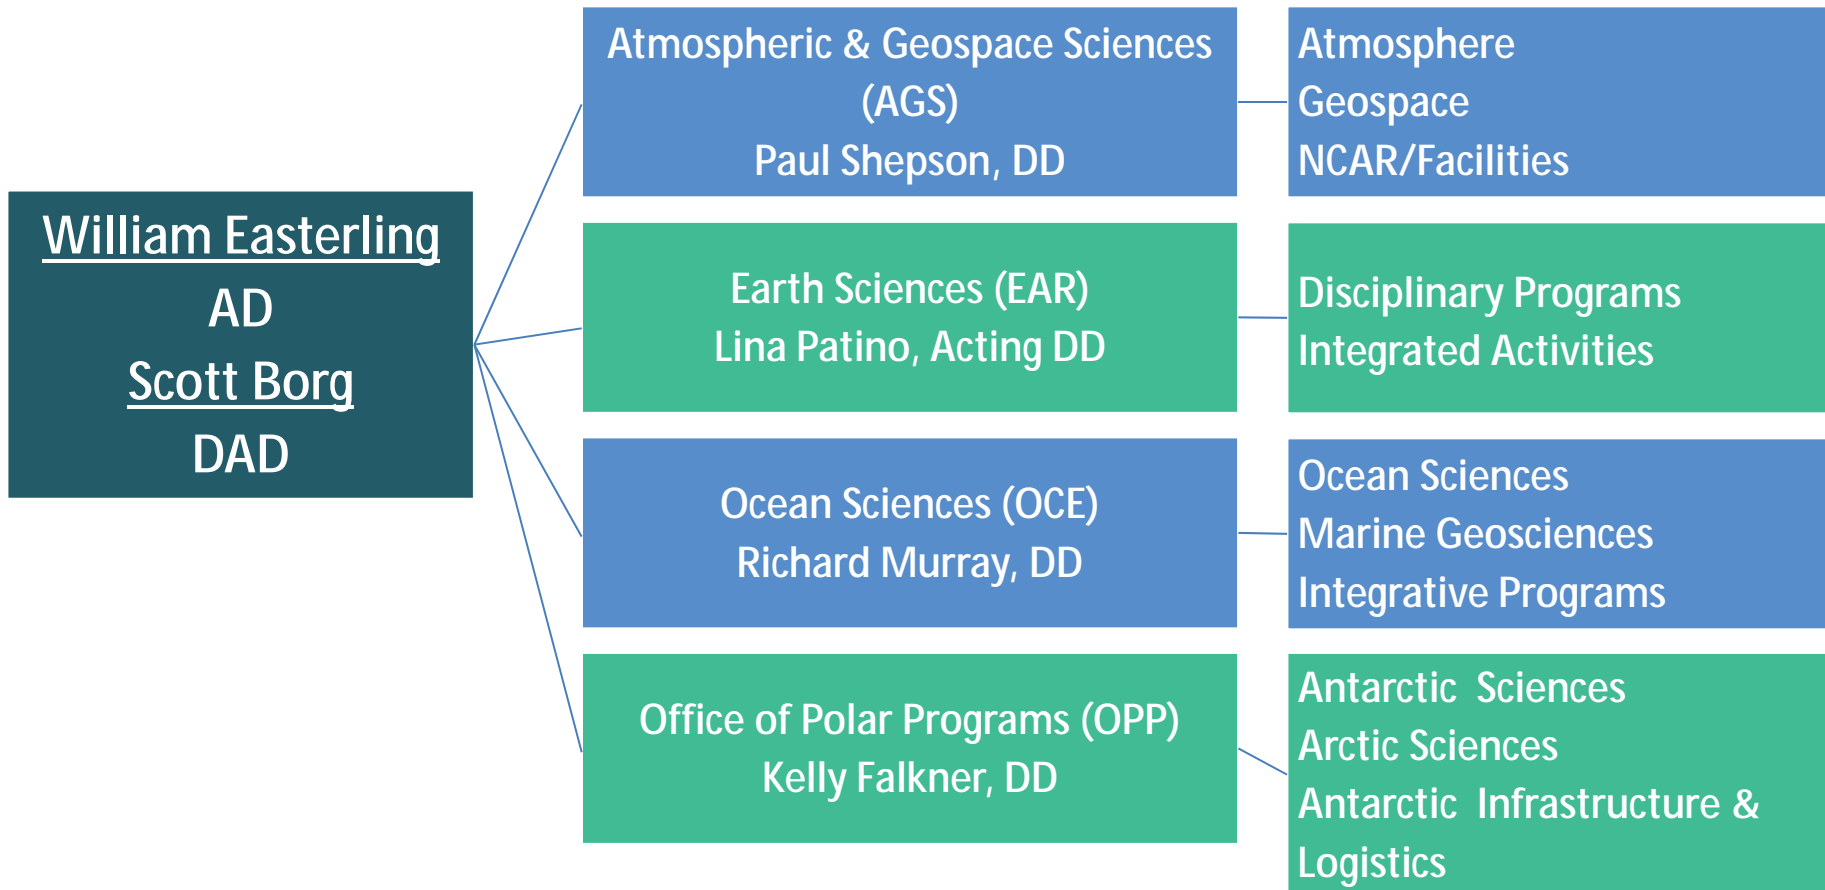 William Easterling
AD
Scott Borg
DAD
Atmospheric & Geospace Sciences
(AGS)
Paul Shepson, DD
Atmosphere
Geospace
NCAR/Facilities
Earth Sciences (EAR)
Lina Patino, Acting DD
Disciplinary Programs
Integrated Activities
Ocean Sciences (OCE)
Richard Murray, DD
Ocean Sciences
Marine Geosciences
Integrative Programs
Office of Polar Programs (OPP)
Kelly Falkner, DD
Antarctic Sciences
Arctic Sciences
Antarctic Infrastructure &
Logistics